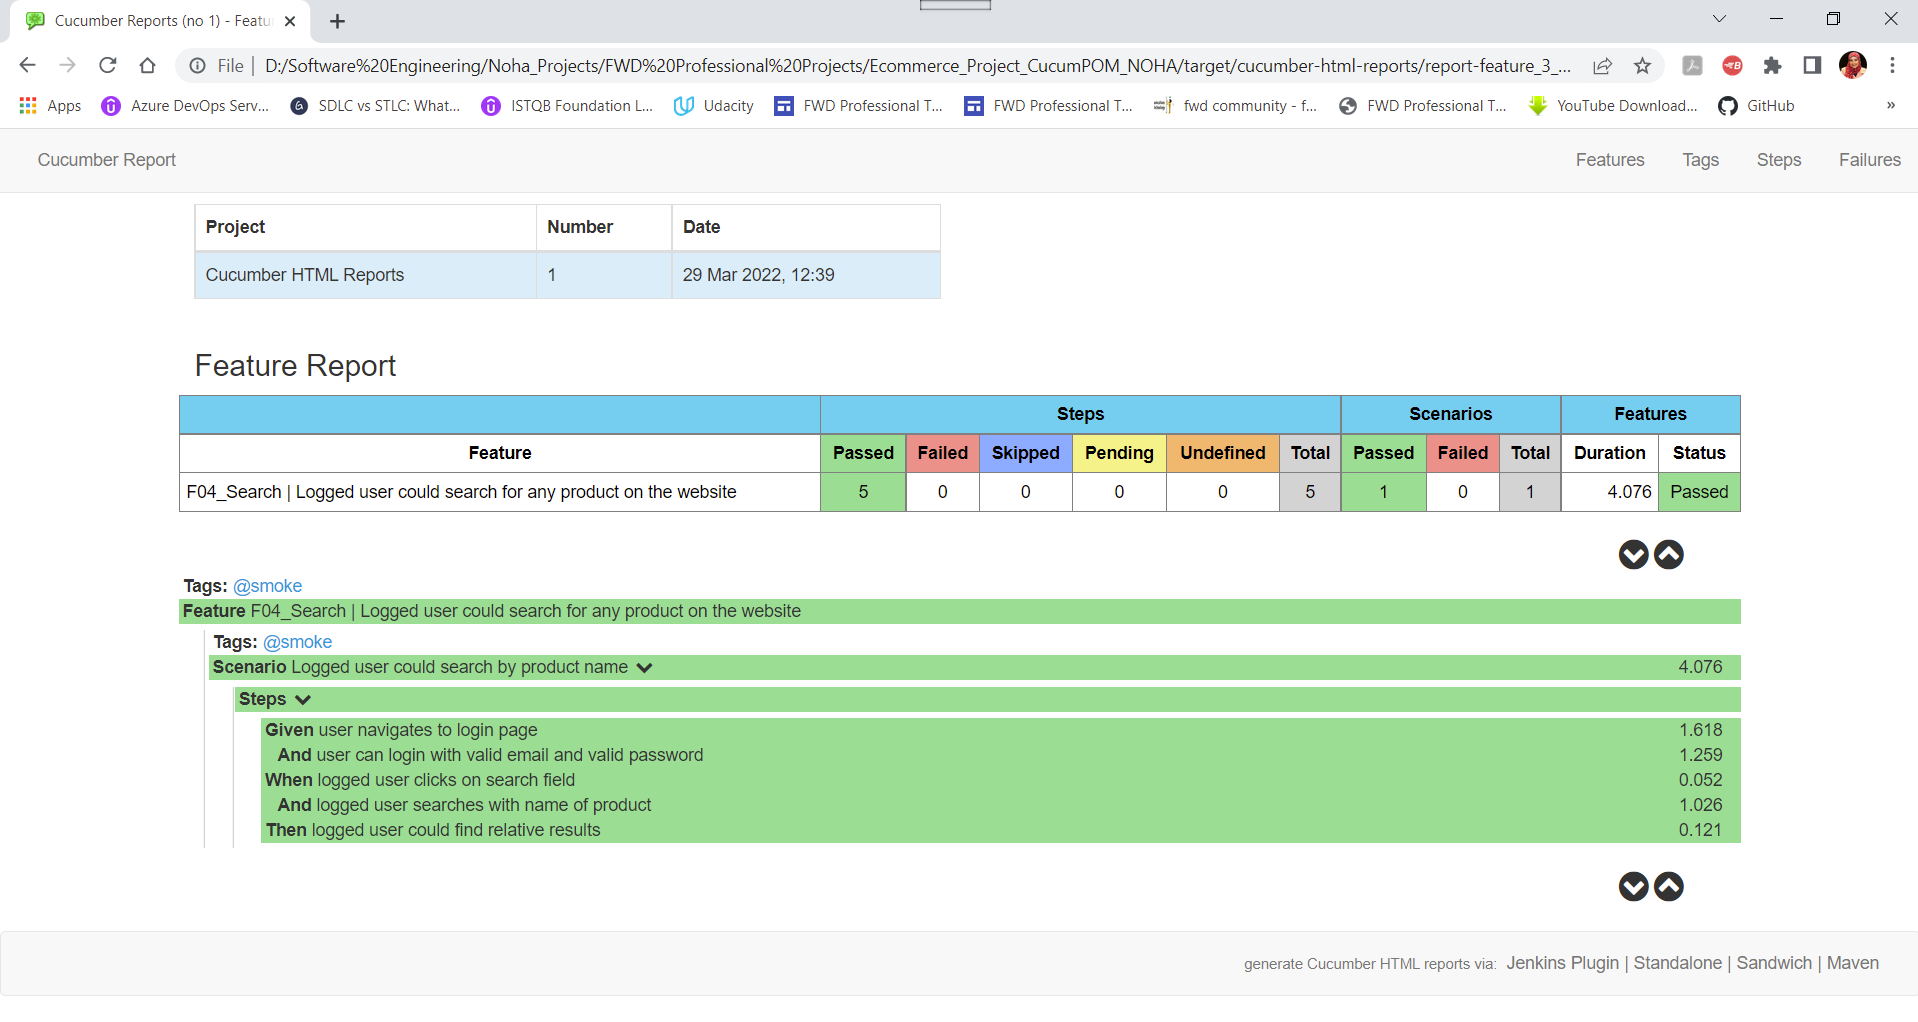 Cucumber Reports (no 1) - Featu
File | D:/Software%20Engineering/Noha_Projects/FWD%20Professional%20Projects/Ecommerce_Project_CucumPOM_NOHA/target/cucumber-html-reports/report-feature_3_...
Apps Azure DevOps Serv... SDLC vs STLC: What... ISTQB Foundation L... Udacity FWD Professional T... FWD Professional T... fwd community - f... FWD Professional T... YouTube Download... GitHub »
Cucumber Report Features Tags Steps Failures
Project Number Date
Cucumber HTML Reports 1 29 Mar 2022, 12:39
Feature Report
Steps Scenarios Features
Feature Passed Failed Skipped Pending Undefined Total Passed Failed Total Duration Status
F04_Search | Logged user could search for any product on the website 5 0 0 0 0 5 1 0 1 4.076 Passed
Tags: @smoke
Feature F04_Search | Logged user could search for any product on the website
Tags: @smoke
Scenario Logged user could search by product name 4.076
Steps
Given user navigates to login page 1.618
And user can login with valid email and valid password 1.259
When logged user clicks on search field 0.052
And logged user searches with name of product 1.026
Then logged user could find relative results 0.121
generate Cucumber HTML reports via: Jenkins Plugin | Standalone | Sandwich | Maven